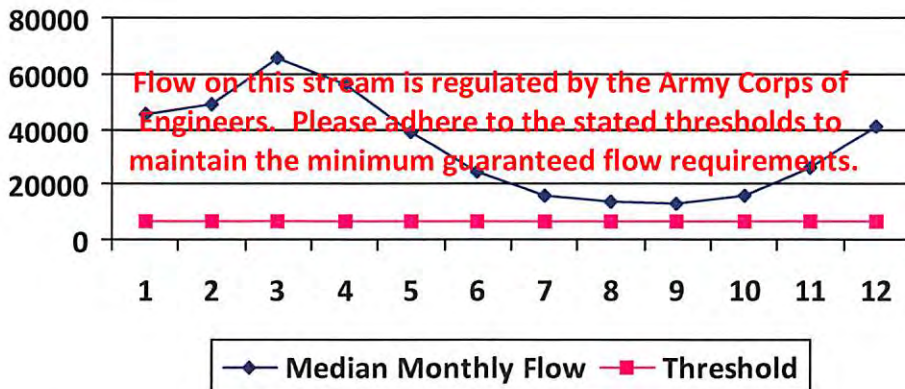 80000
60000
40000
20000
0
Flow on this stream is regulated by the Army Corps of
Engineers. Please adhere to the stated thresholds to
maintain the minimum guaranteed flow requirements.
1 2 3 4 5 6 7 8 9 10 11 12
Median Monthly Flow Threshold